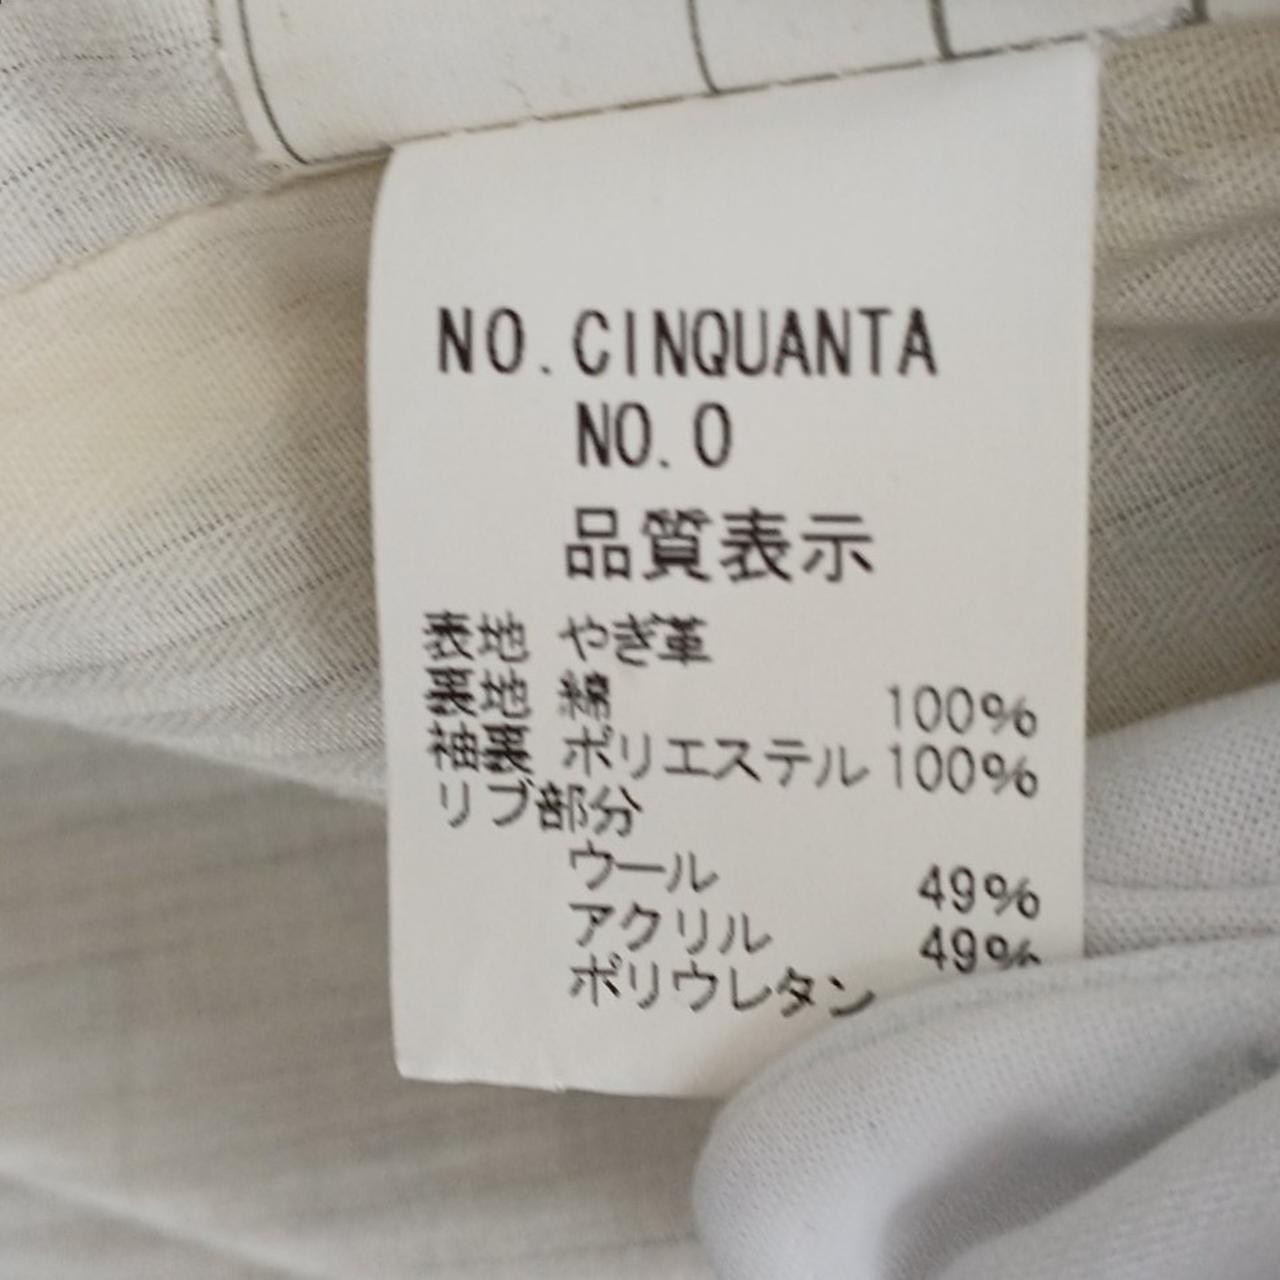 NO.CINQUANTA
NO.0
品質表示
表地 やぎ革
裏地 綿 100%
袖裏 ポリエステル 100%
リブ部分
ウール 49%
アクリル 49%
ポリウレタン